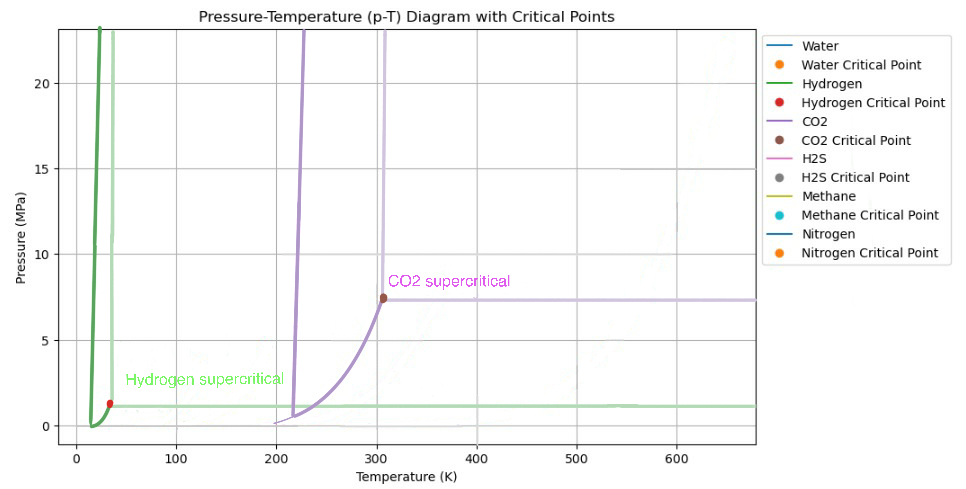 Pressure-Temperature (p-T) Diagram with Critical Points
Water
Water Critical Point
Hydrogen
Hydrogen Critical Point
CO2
CO2 Critical Point
H2S
H2S Critical Point
Methane
Methane Critical Point
Nitrogen
Nitrogen Critical Point
20
15
10
5
0
Pressure (MPa)
CO2 supercritical
Hydrogen supercritical
0 100 200 300 400 500 600
Temperature (K)